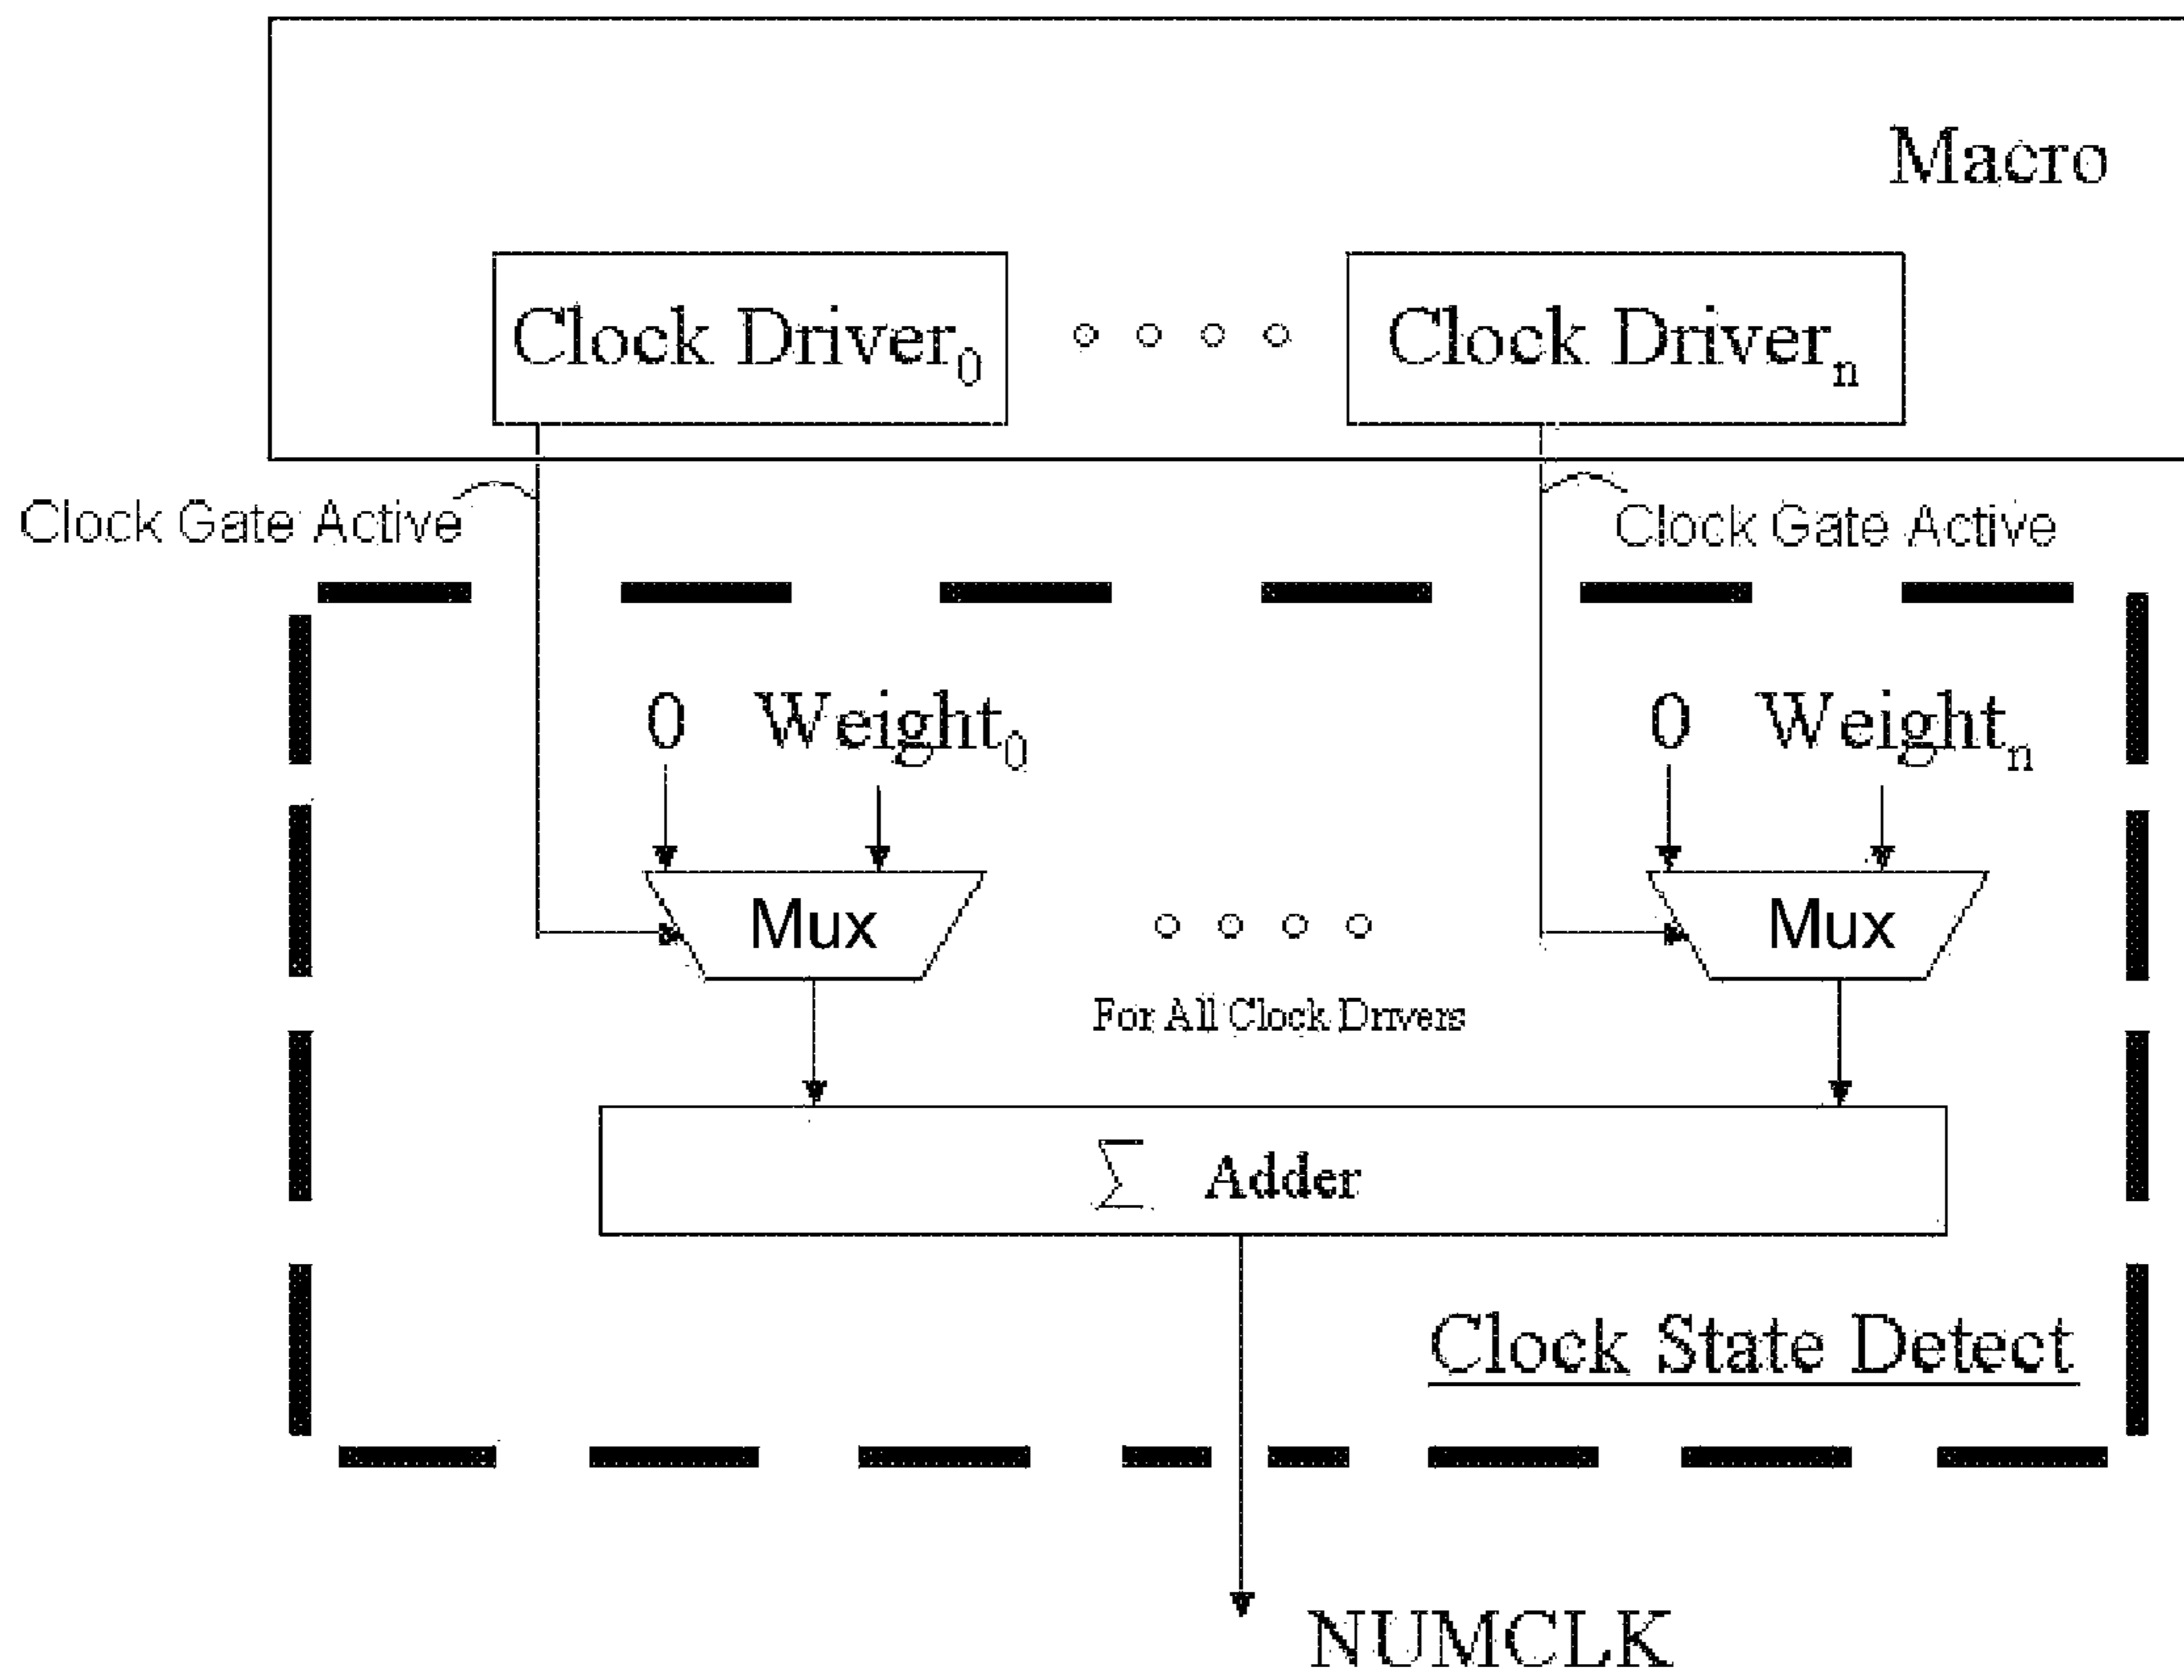 Macro
Clock Driver₀ Clock Driverₙ
Clock Gate Active Clock Gate Active
0 Weight₀ 0 Weightₙ
Mux Mux
For All Clock Drivers
∑ Adder
Clock State Detect
NUMCLK